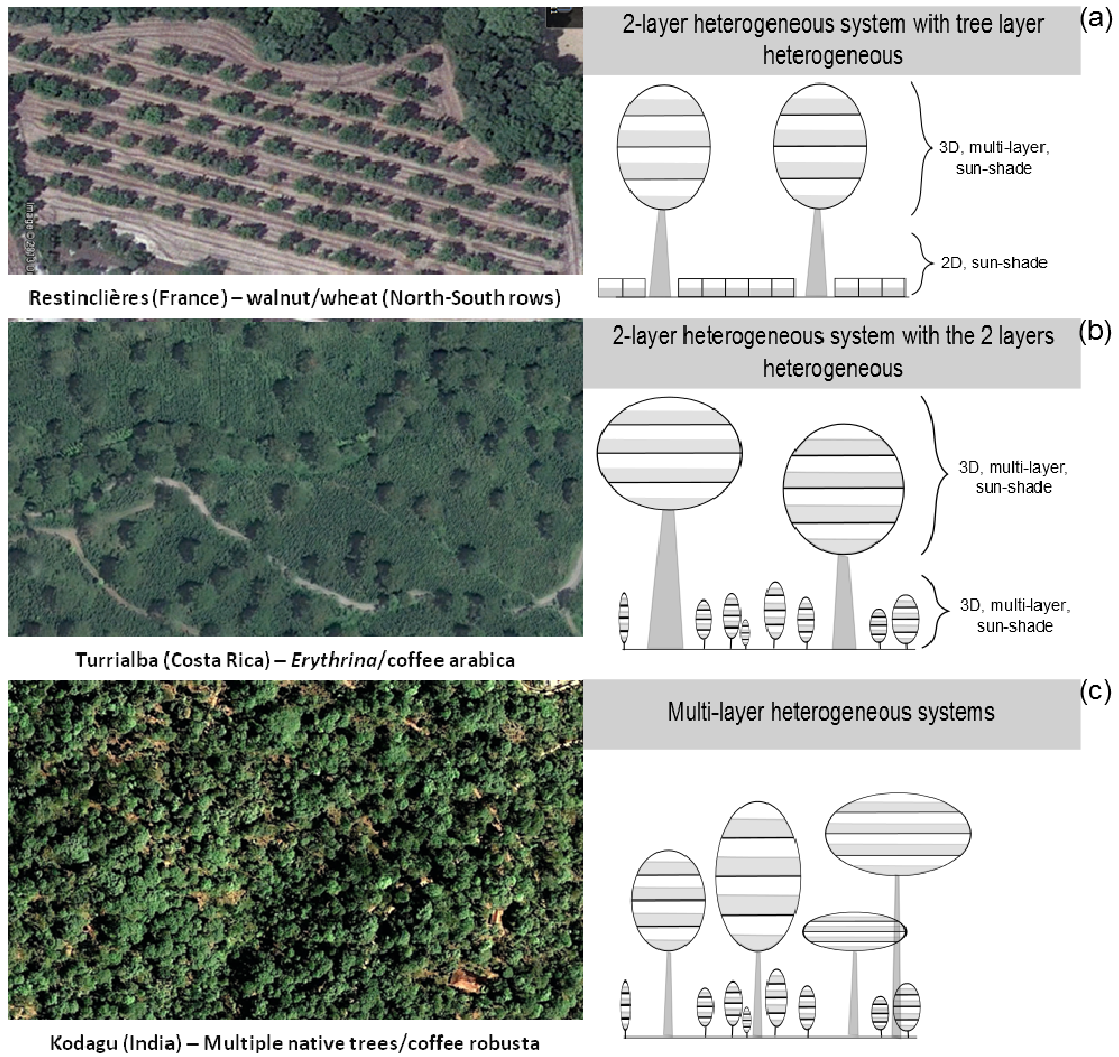 2-layer heterogeneous system with tree layer
heterogeneous
(a)
3D, multi-layer,
sun-shade
2D, sun-shade
Restinclières (France) – walnut/wheat (North-South rows)
2-layer heterogeneous system with the 2 layers
heterogeneous
(b)
3D, multi-layer,
sun-shade
3D, multi-layer,
sun-shade
Turrialba (Costa Rica) – Erythrina/coffee arabica
Multi-layer heterogeneous systems
(c)
Kodagu (India) – Multiple native trees/coffee robusta